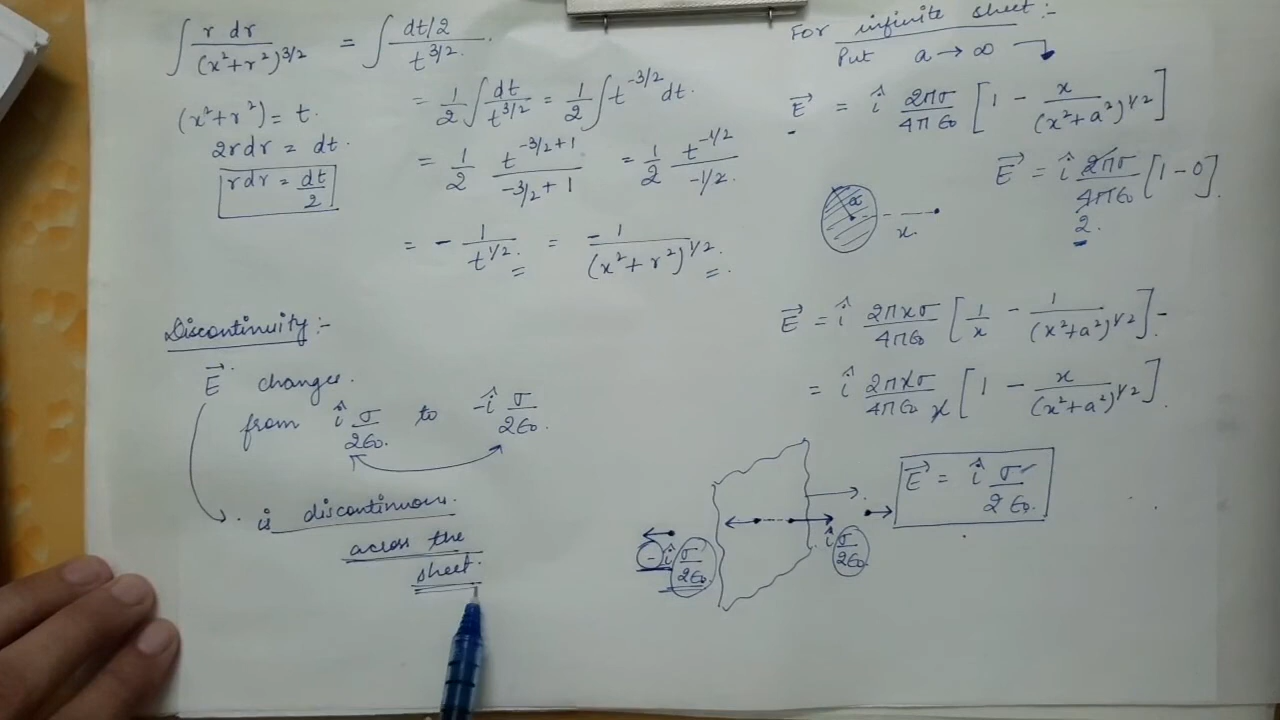 ∫ r dr / (x²+r²)^3/2 = ∫ dt/2 / t^3/2.
(x²+r²) = t.
2rdr = dt.
rdr = dt/2
= 1/2 ∫ dt / t^3/2 = 1/2 ∫ t^-3/2 dt.
= 1/2 t^-3/2+1 / -3/2+1 = 1/2 t^-1/2 / -1/2.
= - 1 / t^1/2. = -1 / (x²+r²)^1/2.
Discontinuity:-
E⃗ changes.
from î σ/2ε₀. to -î σ/2ε₀.
is discontinuous.
across the
sheet.
For infinite sheet:-
Put a → ∞
E⃗ = î 2πσ/4πε₀ [1 - x/(x²+a²)^1/2]
E⃗ = î 2πσ/4πε₀ [1-0].
2.
x.
E⃗ = î 2πxσ/4πε₀ [1/x - 1/(x²+a²)^1/2]-
= î 2πxσ/4πε₀ x [1 - x/(x²+a²)^1/2].
E⃗ = î σ/2ε₀.
-î σ/2ε₀
î σ/2ε₀.